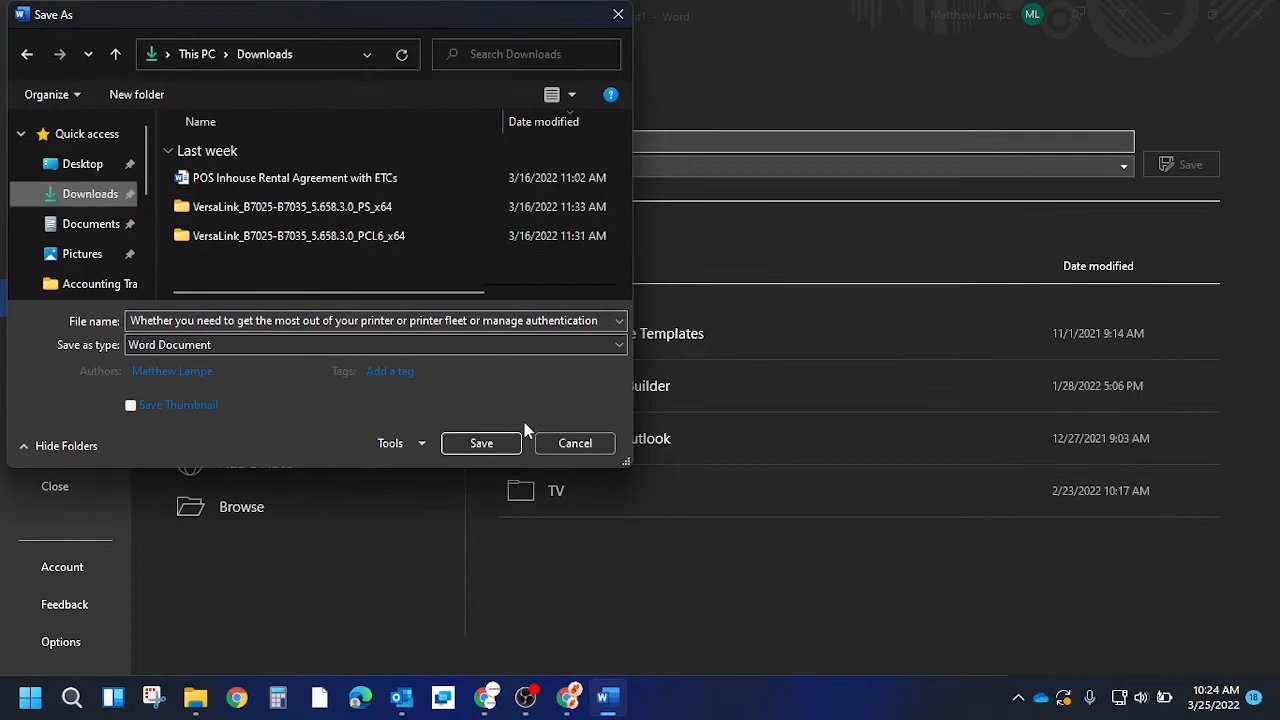 Save As
nt1 - Word
Matthew Lampe
ML
This PC > Downloads
Search Downloads
Organize
New folder
Name
Date modified
Quick access
Last week
Desktop
POS Inhouse Rental Agreement with ETCs
3/16/2022 11:02 AM
Save
Downloads
VersaLink_B7025-B7035_5.658.3.0_PS_x64
3/16/2022 11:33 AM
Documents
VersaLink_B7025-B7035_5.658.3.0_PCL6_x64
3/16/2022 11:31 AM
Pictures
Accounting Tra
Date modified
File name: Whether you need to get the most out of your printer or printer fleet or manage authentication
Save as type: Word Document
e Templates
11/1/2021 9:14 AM
Authors: Matthew Lampe
Tags: Add a tag
uilder
1/28/2022 5:06 PM
Save Thumbnail
Hide Folders
Tools
Save
Cancel
utlook
12/27/2021 9:03 AM
Close
TV
2/23/2022 10:17 AM
Browse
Account
Feedback
Options
10:24 AM
3/25/2022
18